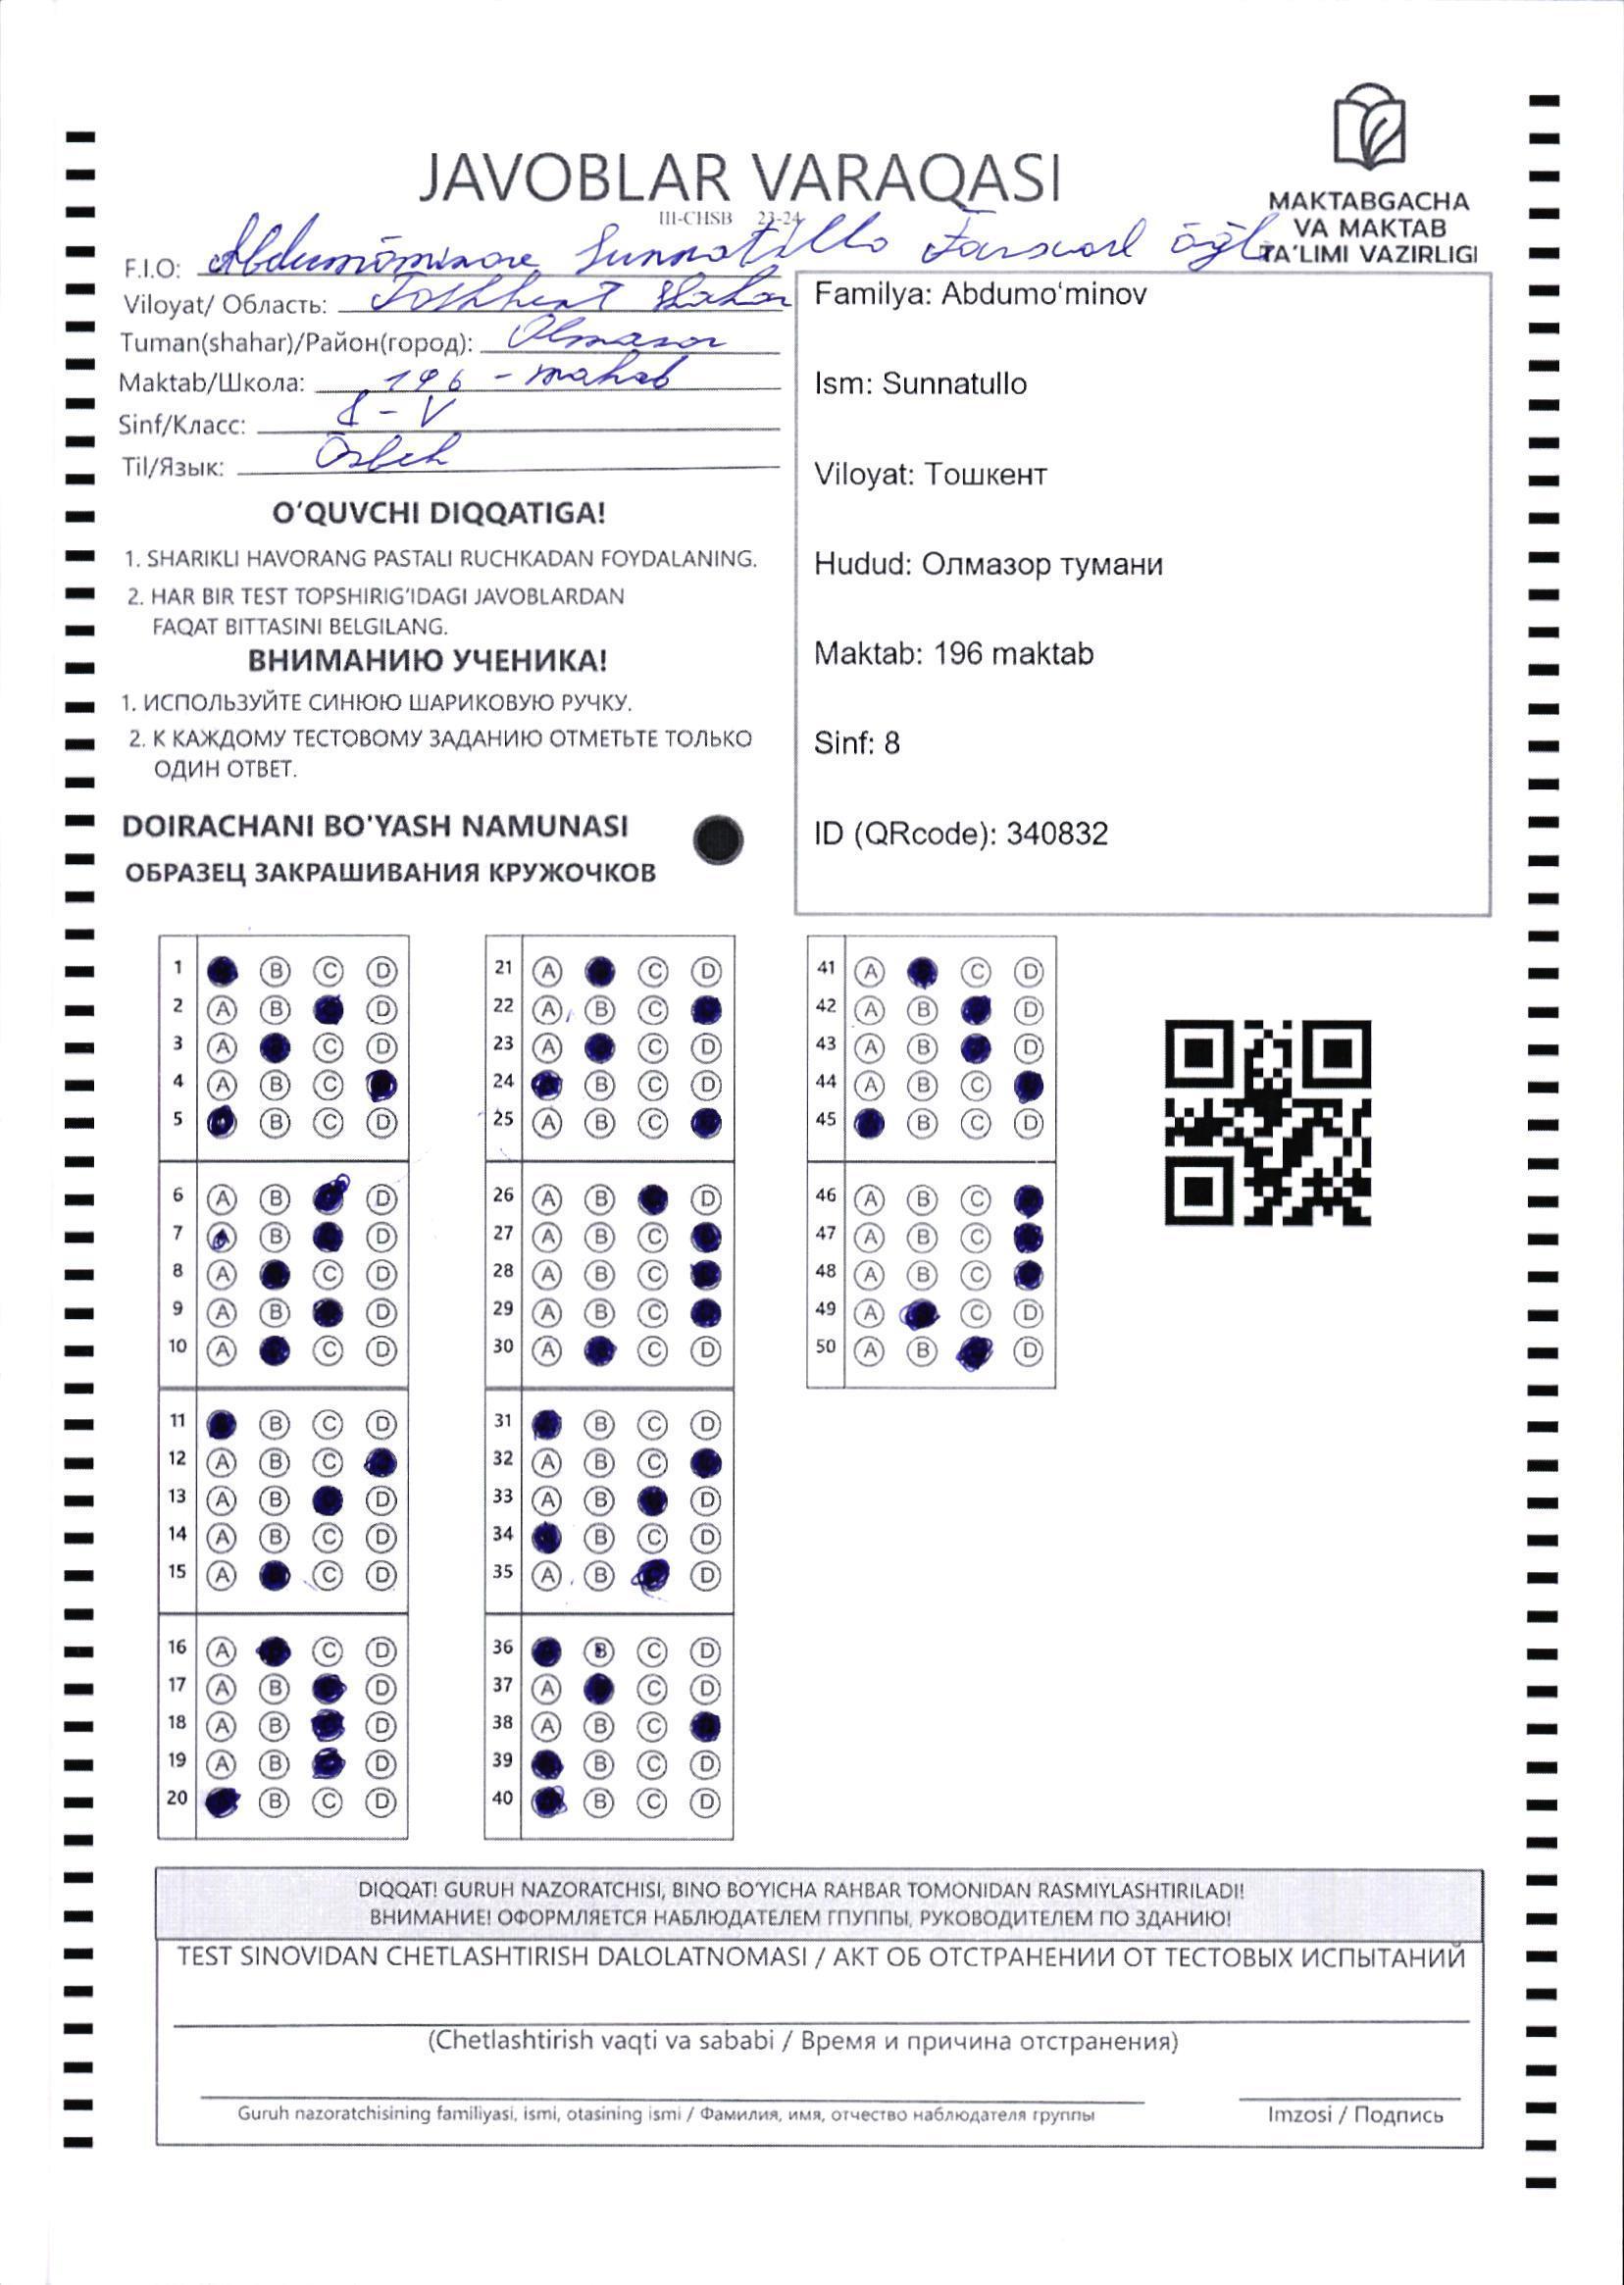 JAVOBLAR VARAQASI
III-CHSB 23-24
MAKTABGACHA
VA MAKTAB
TA'LIMI VAZIRLIGI
F.I.O: Abdumōminov Sunnatillo ōğli
Viloyat/ Область: Toshkent shahar
Tuman(shahar)/Район(город): Olmazor
Maktab/Школа: 196 - maktab
Sinf/Класс: 8 - V
Til/Язык: Ōzbek
O'QUVCHI DIQQATIGA!
1. SHARIKLI HAVORANG PASTALI RUCHKADAN FOYDALANING.
2. HAR BIR TEST TOPSHIRIG'IDAGI JAVOBLARDAN
FAQAT BITTASINI BELGILANG.
ВНИМАНИЮ УЧЕНИКА!
1. ИСПОЛЬЗУЙТЕ СИНЮЮ ШАРИКОВУЮ РУЧКУ.
2. К КАЖДОМУ ТЕСТОВОМУ ЗАДАНИЮ ОТМЕТЬТЕ ТОЛЬКО
ОДИН ОТВЕТ.
DOIRACHANI BO'YASH NAMUNASI
ОБРАЗЕЦ ЗАКРАШИВАНИЯ КРУЖОЧКОВ
Familya: Abdumo‘minov
Ism: Sunnatullo
Viloyat: Тошкент
Hudud: Олмазор тумани
Maktab: 196 maktab
Sinf: 8
ID (QRcode): 340832
1 B C D
2 A B D
3 A C D
4 A B C
5 B C D
6 A B D
7 A B D
8 A C D
9 A B D
10 A C D
11 B C D
12 A B C
13 A B D
14 A B C D
15 A C D
16 A C D
17 A B D
18 A B D
19 A B D
20 B C D
21 A C D
22 A B C
23 A C D
24 B C D
25 A B C
26 A B D
27 A B C
28 A B C
29 A B C
30 A C D
31 B C D
32 A B C
33 A B D
34 B C D
35 A B D
36 B C D
37 A C D
38 A B C
39 B C D
40 B C D
41 A C D
42 A B D
43 A B D
44 A B C
45 B C D
46 A B C
47 A B C
48 A B C
49 A C D
50 A B D
DIQQAT! GURUH NAZORATCHISI, BINO BO'YICHA RAHBAR TOMONIDAN RASMIYLASHTIRILADI!
ВНИМАНИЕ! ОФОРМЛЯЕТСЯ НАБЛЮДАТЕЛЕМ ГПУППЫ, РУКОВОДИТЕЛЕМ ПО ЗДАНИЮ!
TEST SINOVIDAN CHETLASHTIRISH DALOLATNOMASI / АКТ ОБ ОТСТРАНЕНИИ ОТ ТЕСТОВЫХ ИСПЫТАНИЙ
(Chetlashtirish vaqti va sababi / Время и причина отстранения)
Guruh nazoratchisining familiyasi, ismi, otasining ismi / Фамилия, имя, отчество наблюдателя группы
Imzosi / Подпись